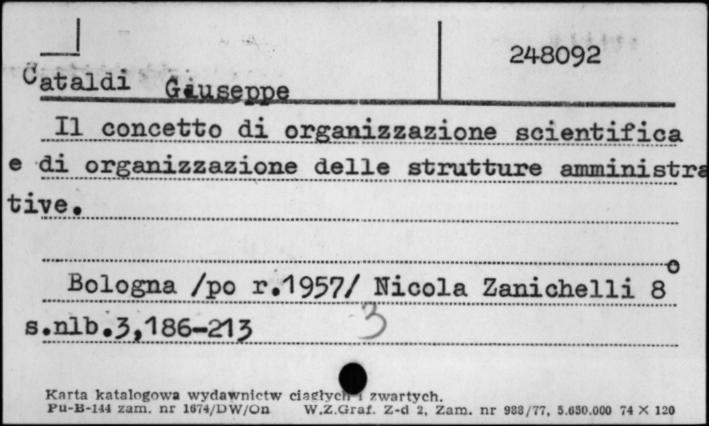 248092
Cataldi Giuseppe
Il concetto di organizzazione scientifica
e di organizzazione delle strutture amministra
tive.
Bologna /po r.1957/ Nicola Zanichelli 8°
s.nlb.3,186-213 3
Karta katalogowa wydawnictw ciągłych i zwartych.
Pu-B-144 zam. nr 1674/DW/On W.Z.Graf. Z-d 2, Zam. nr 988/77, 5.650.000 74 X 120